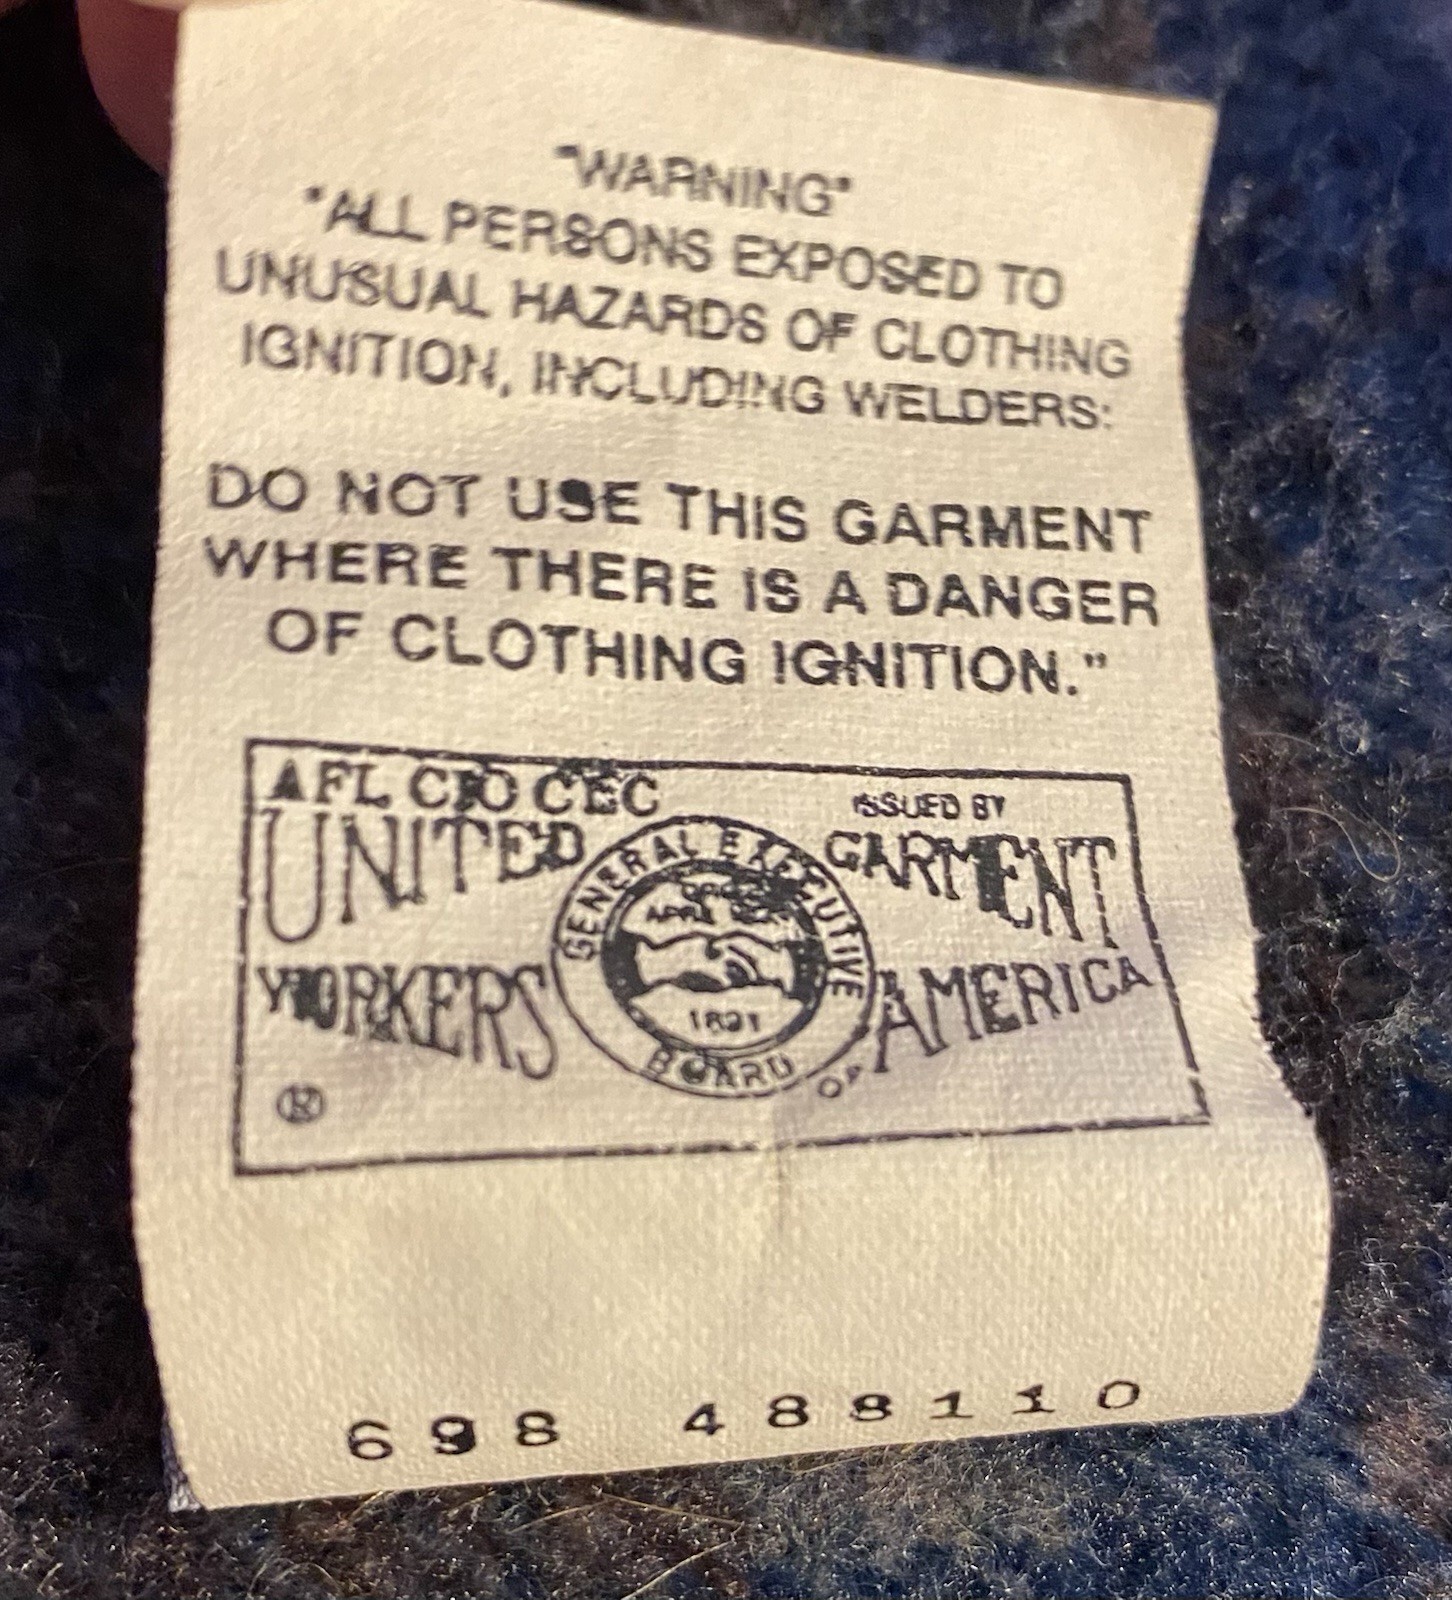 "WARNING"
"ALL PERSONS EXPOSED TO
UNUSUAL HAZARDS OF CLOTHING
IGNITION, INCLUDING WELDERS:
DO NOT USE THIS GARMENT
WHERE THERE IS A DANGER
OF CLOTHING IGNITION."
AFL CIO CLC
ISSUED BY
UNITED GARMENT
WORKERS OF AMERICA
GENERAL EXECUTIVE
APRIL
1891
BOARD
®
698 488110